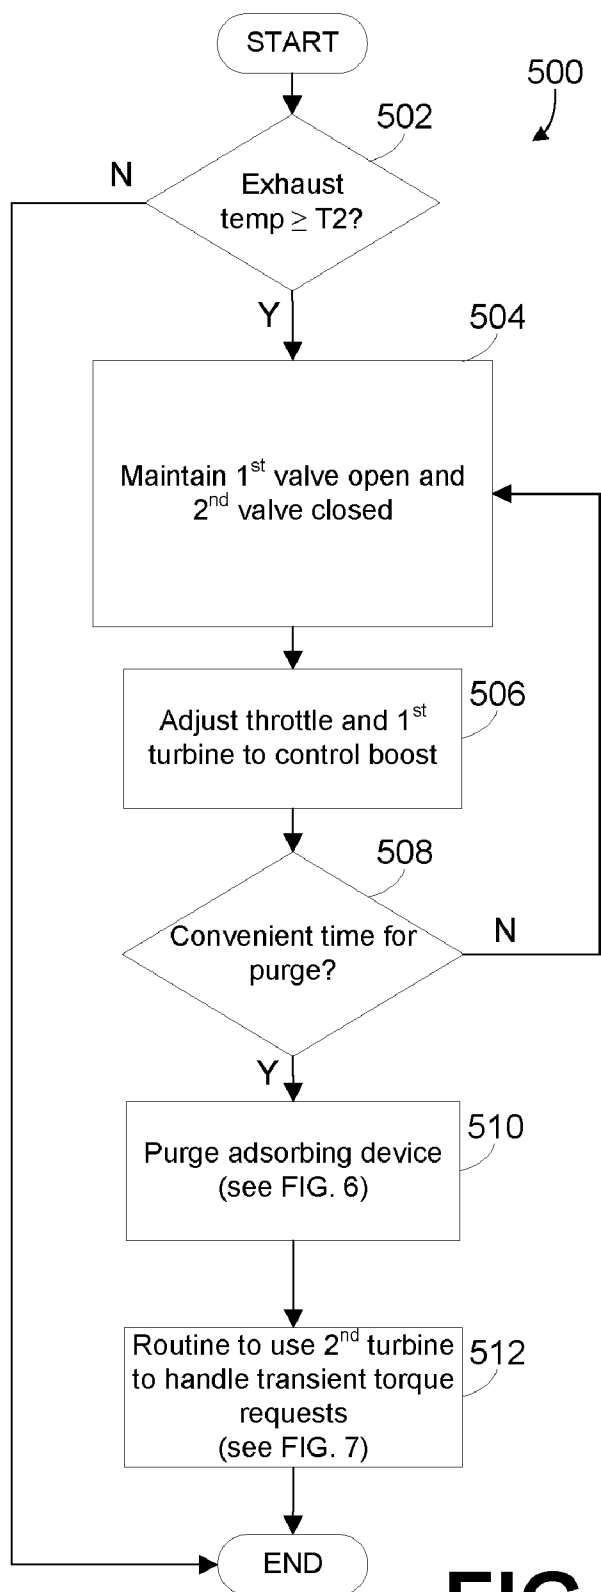 START
500
502
N
Exhaust
temp ≥ T2?
Y
504
Maintain 1st valve open and
2nd valve closed
506
Adjust throttle and 1st
turbine to control boost
508
Convenient time for
purge?
N
Y
510
Purge adsorbing device
(see FIG. 6)
Routine to use 2nd turbine
to handle transient torque
requests
(see FIG. 7)
512
END